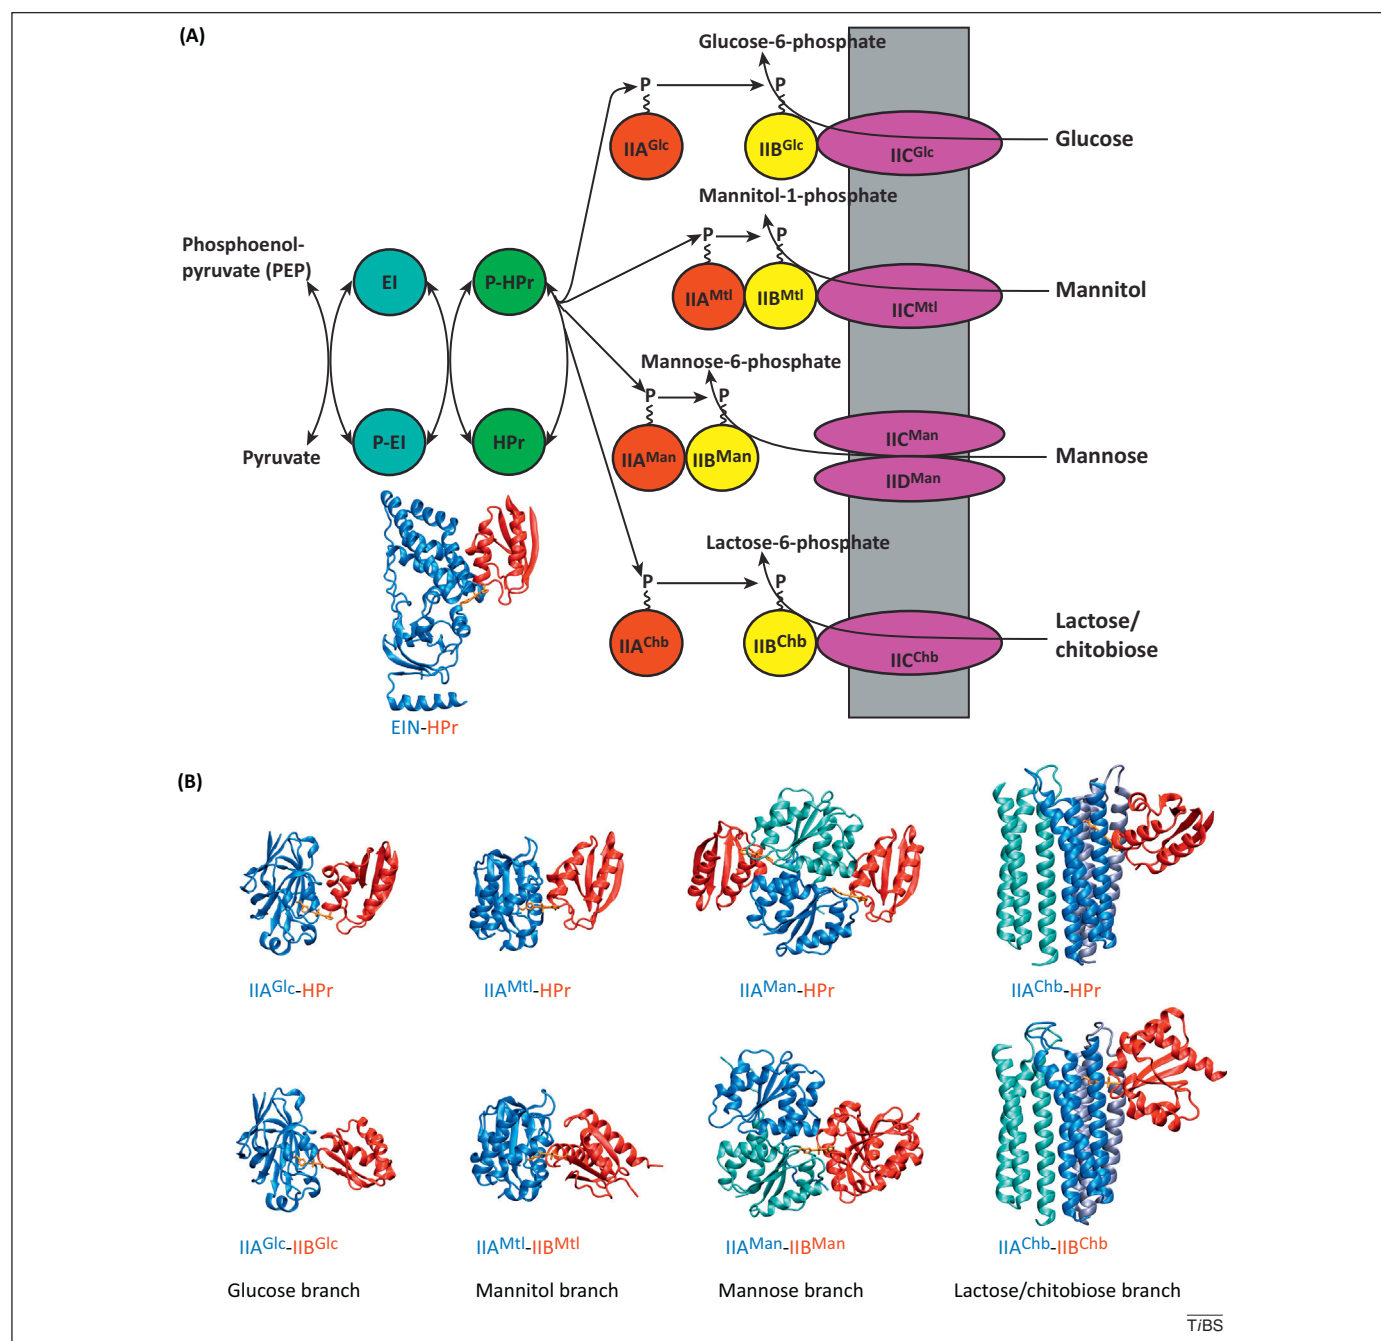 (A)
Glucose-6-phosphate
P
P
IIA^Glc
IIB^Glc
IIC^Glc
Glucose
Mannitol-1-phosphate
P
P
IIA^Mtl
IIB^Mtl
IIC^Mtl
Mannitol
Phosphoenol-
pyruvate (PEP)
EI
P-HPr
Mannose-6-phosphate
P
P
IIA^Man
IIB^Man
IIC^Man
IID^Man
Mannose
Pyruvate
P-EI
HPr
Lactose-6-phosphate
P
P
IIA^Chb
IIB^Chb
IIC^Chb
Lactose/
chitobiose
EIN-HPr
(B)
IIA^Glc-HPr
IIA^Mtl-HPr
IIA^Man-HPr
IIA^Chb-HPr
IIA^Glc-IIB^Glc
IIA^Mtl-IIB^Mtl
IIA^Man-IIB^Man
IIA^Chb-IIB^Chb
Glucose branch
Mannitol branch
Mannose branch
Lactose/chitobiose branch
TiBS